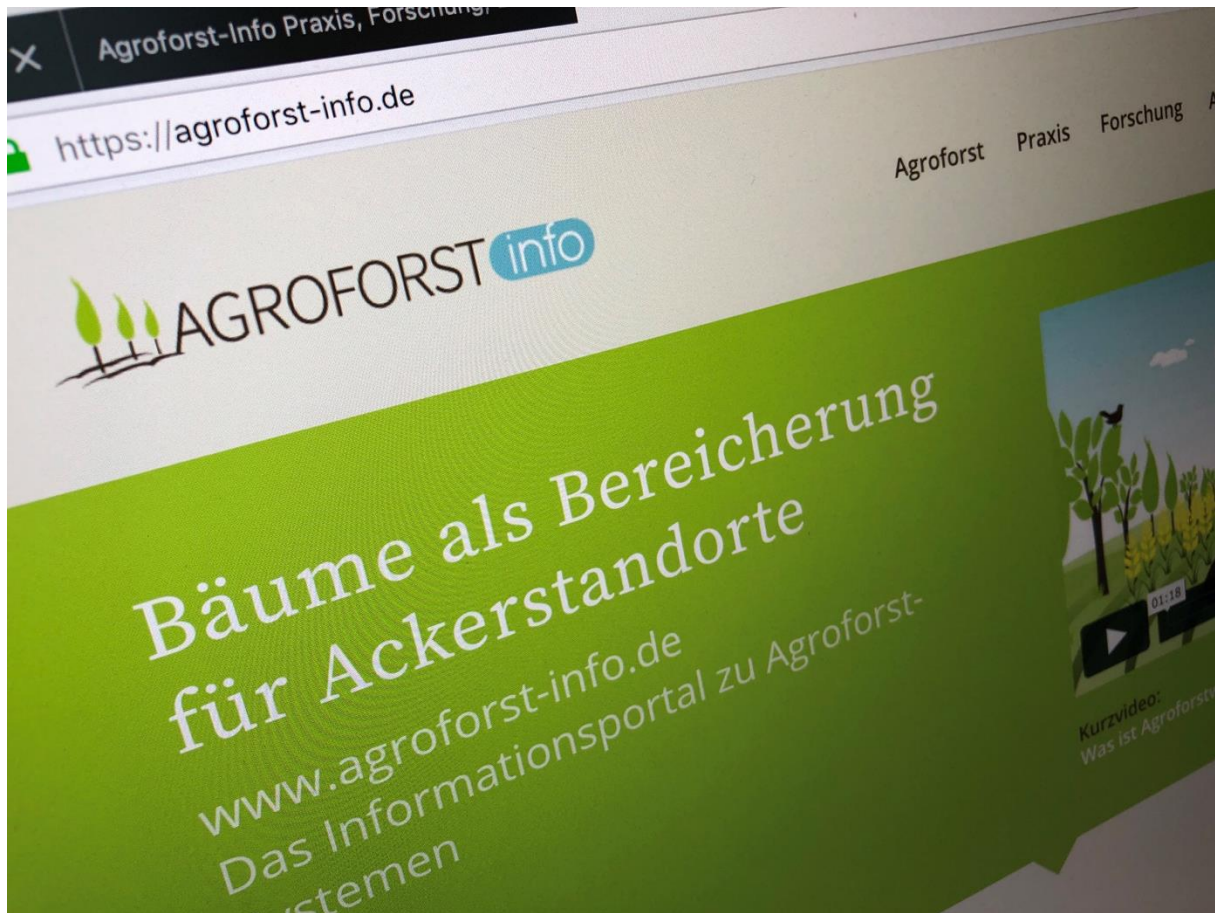 Agroforst-Info Praxis, Forschung,
https://agroforst-info.de
Agroforst Praxis Forschung
AGROFORST info
Bäume als Bereicherung
für Ackerstandorte
www.agroforst-info.de
Das Informationsportal zu Agroforst-
ystemen
01:18
Kurzvideo:
Was ist Agroforst